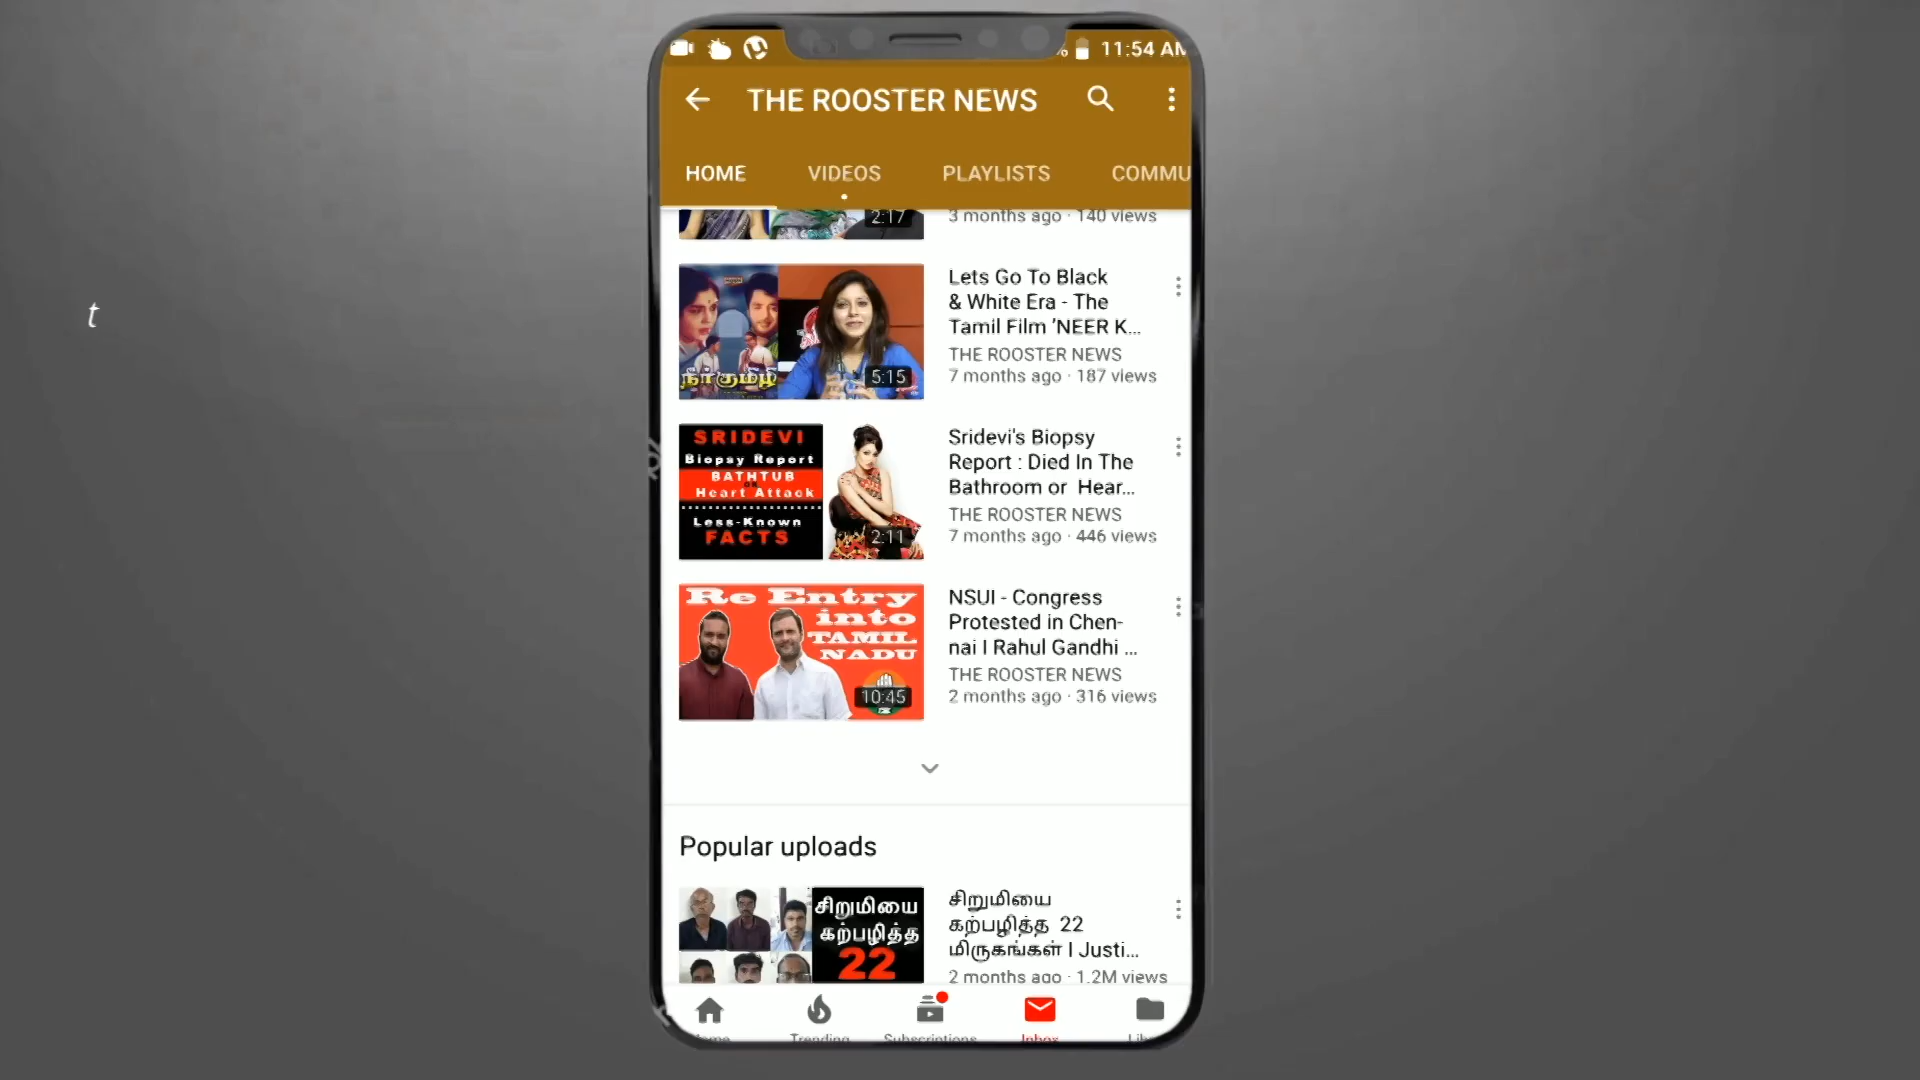 11:54 AM
THE ROOSTER NEWS
HOME VIDEOS PLAYLISTS COMMU
2:17
3 months ago · 140 views
t
நீர்குமிழி
5:15
Lets Go To Black
& White Era - The
Tamil Film 'NEER K...
THE ROOSTER NEWS
7 months ago · 187 views
SRIDEVI
Biopsy Report
BATHTUB
OR
Heart Attack
Less-Known
FACTS
2:11
Sridevi's Biopsy
Report : Died In The
Bathroom or Hear...
THE ROOSTER NEWS
7 months ago · 446 views
Re Entry
into
TAMIL
NADU
10:45
NSUI - Congress
Protested in Chen-
nai I Rahul Gandhi ...
THE ROOSTER NEWS
2 months ago · 316 views
Popular uploads
சிறுமியை
கற்பழித்த
22
சிறுமியை
கற்பழித்த 22
மிருகங்கள் I Justi...
2 months ago · 1.2M views
Trending Subscriptions Inbox